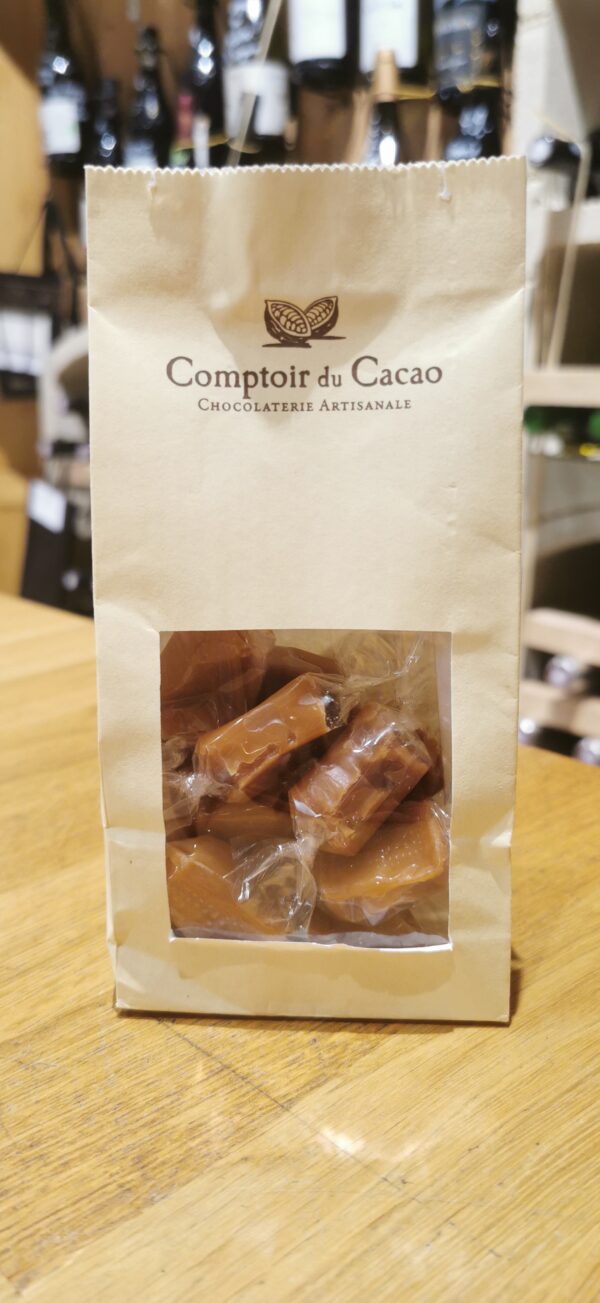 Comptoir du Cacao
Chocolaterie Artisanale